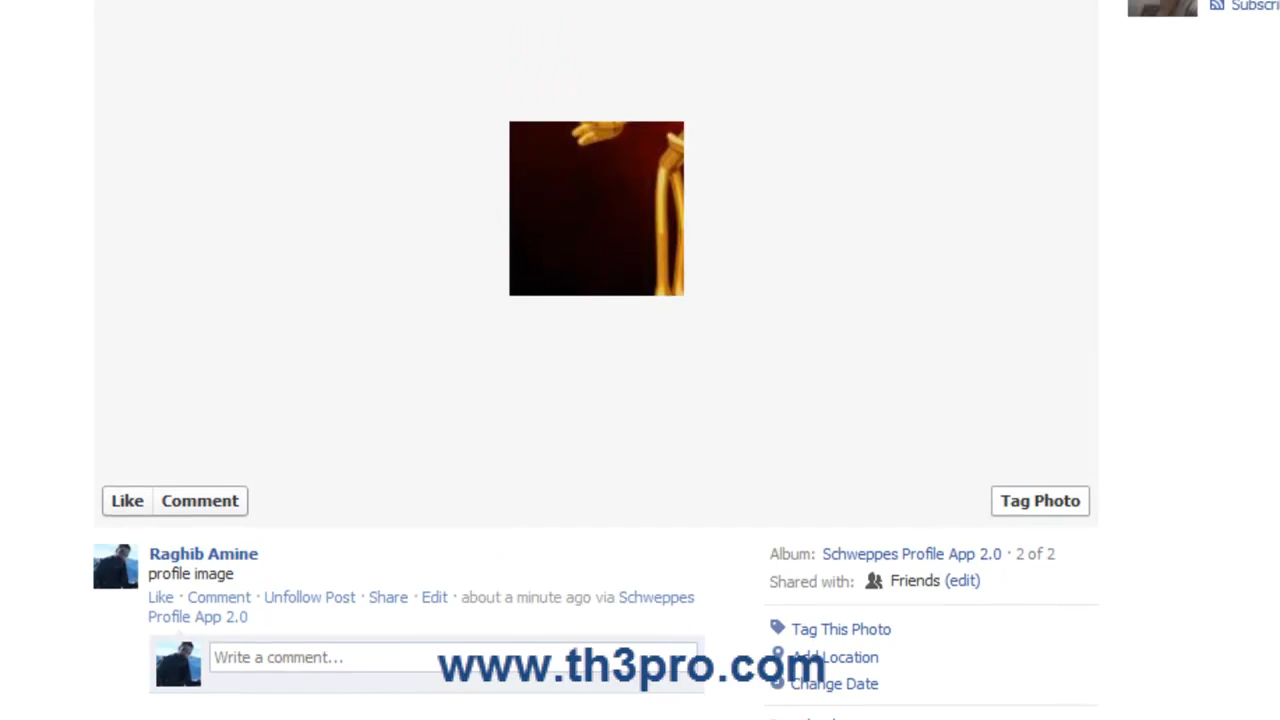 Subscri
Like Comment
Tag Photo
Raghib Amine
profile image
Like · Comment · Unfollow Post · Share · Edit · about a minute ago via Schweppes
Profile App 2.0
Write a comment...
Album: Schweppes Profile App 2.0 · 2 of 2
Shared with: Friends (edit)
Tag This Photo
Add Location
Change Date
www.th3pro.com